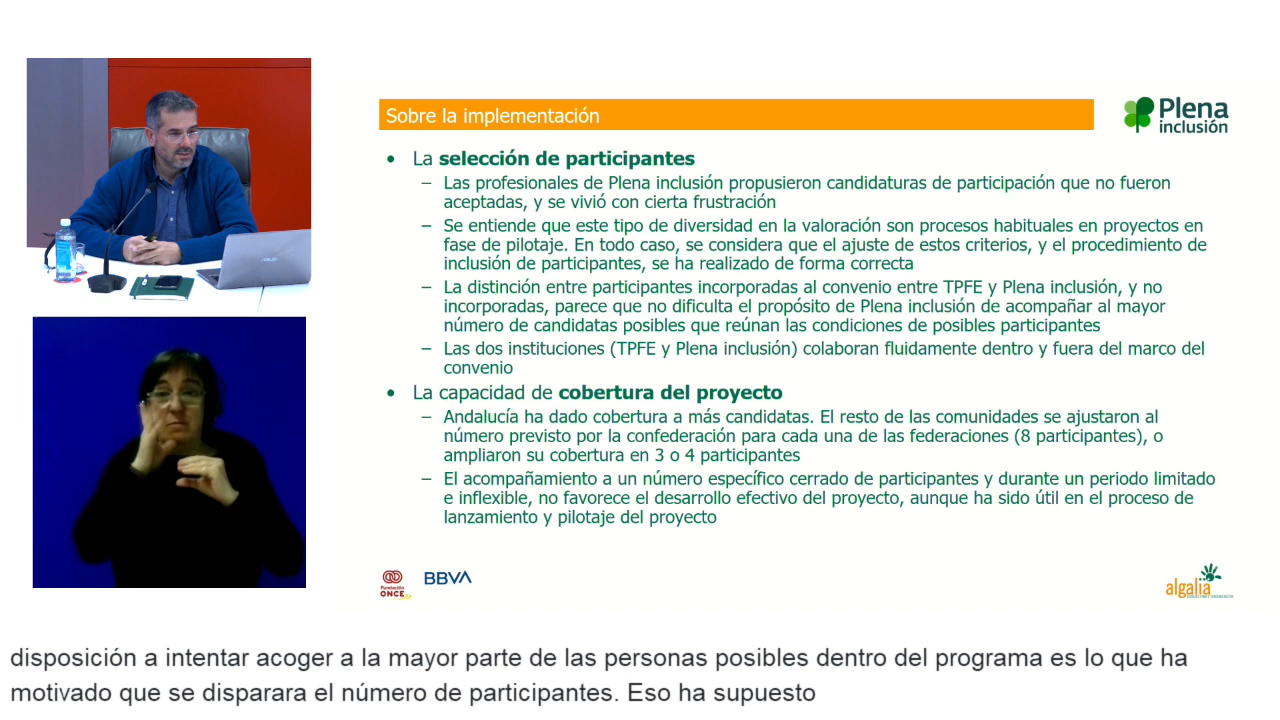 Sobre la implementación
Plena
inclusión
• La selección de participantes
– Las profesionales de Plena inclusión propusieron candidaturas de participación que no fueron
aceptadas, y se vivió con cierta frustración
– Se entiende que este tipo de diversidad en la valoración son procesos habituales en proyectos en
fase de pilotaje. En todo caso, se considera que el ajuste de estos criterios, y el procedimiento de
inclusión de participantes, se ha realizado de forma correcta
– La distinción entre participantes incorporadas al convenio entre TPFE y Plena inclusión, y no
incorporadas, parece que no dificulta el propósito de Plena inclusión de acompañar al mayor
número de candidatas posibles que reúnan las condiciones de posibles participantes
– Las dos instituciones (TPFE y Plena inclusión) colaboran fluidamente dentro y fuera del marco del
convenio
• La capacidad de cobertura del proyecto
– Andalucía ha dado cobertura a más candidatas. El resto de las comunidades se ajustaron al
número previsto por la confederación para cada una de las federaciones (8 participantes), o
ampliaron su cobertura en 3 o 4 participantes
– El acompañamiento a un número específico cerrado de participantes y durante un periodo limitado
e inflexible, no favorece el desarrollo efectivo del proyecto, aunque ha sido útil en el proceso de
lanzamiento y pilotaje del proyecto
Fundación
ONCE
BBVA
algalia
disposición a intentar acoger a la mayor parte de las personas posibles dentro del programa es lo que ha
motivado que se disparara el número de participantes. Eso ha supuesto